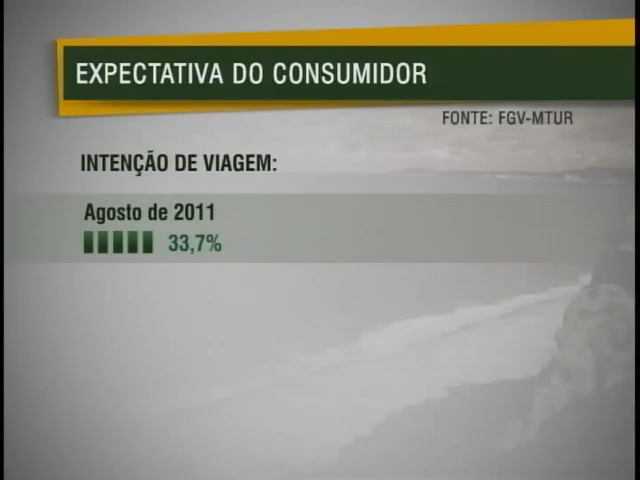 EXPECTATIVA DO CONSUMIDOR
FONTE: FGV-MTUR
INTENÇÃO DE VIAGEM:
Agosto de 2011
33,7%